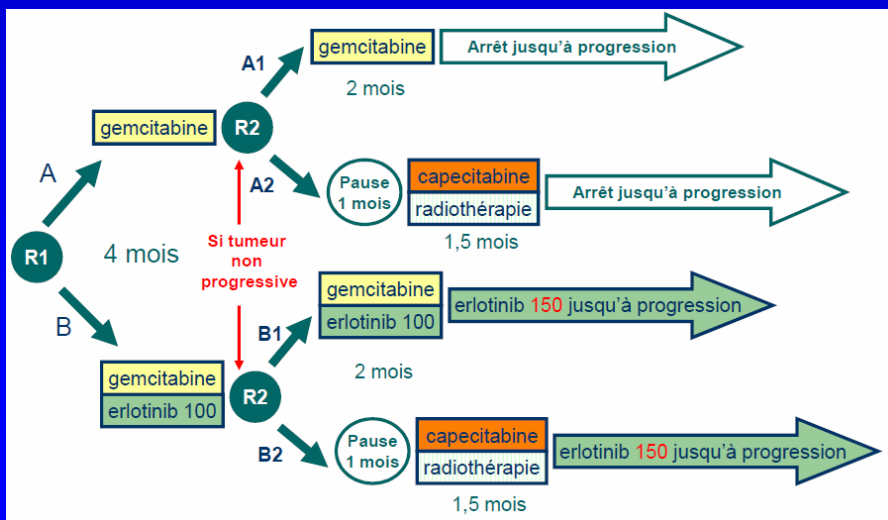 A1
gemcitabine
Arrêt jusqu'à progression
2 mois
gemcitabine
R2
A
A2
Pause
1 mois
capecitabine
radiothérapie
Arrêt jusqu'à progression
1,5 mois
R1
4 mois
Si tumeur
non
progressive
B
B1
gemcitabine
erlotinib 100
erlotinib 150 jusqu'à progression
2 mois
gemcitabine
erlotinib 100
R2
B2
Pause
1 mois
capecitabine
radiothérapie
erlotinib 150 jusqu'à progression
1,5 mois